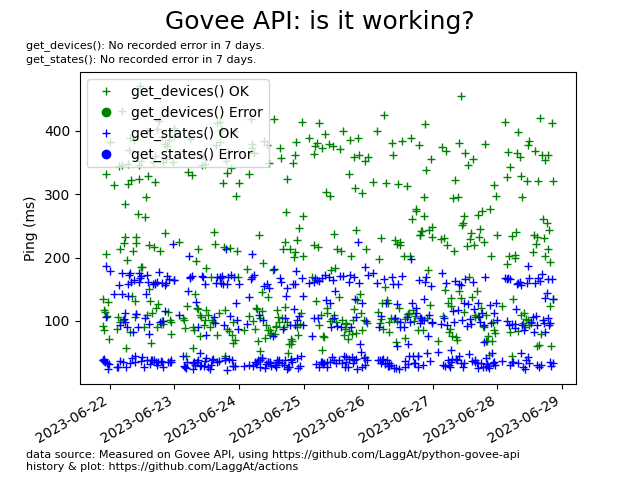 Govee API: is it working?
get_devices(): No recorded error in 7 days.
get_states(): No recorded error in 7 days.
get_devices() OK
get_devices() Error
get_states() OK
get_states() Error
400
300
200
100
Ping (ms)
2023-06-22
2023-06-23
2023-06-24
2023-06-25
2023-06-26
2023-06-27
2023-06-28
2023-06-29
data source: Measured on Govee API, using https://github.com/LaggAt/python-govee-api
history & plot: https://github.com/LaggAt/actions